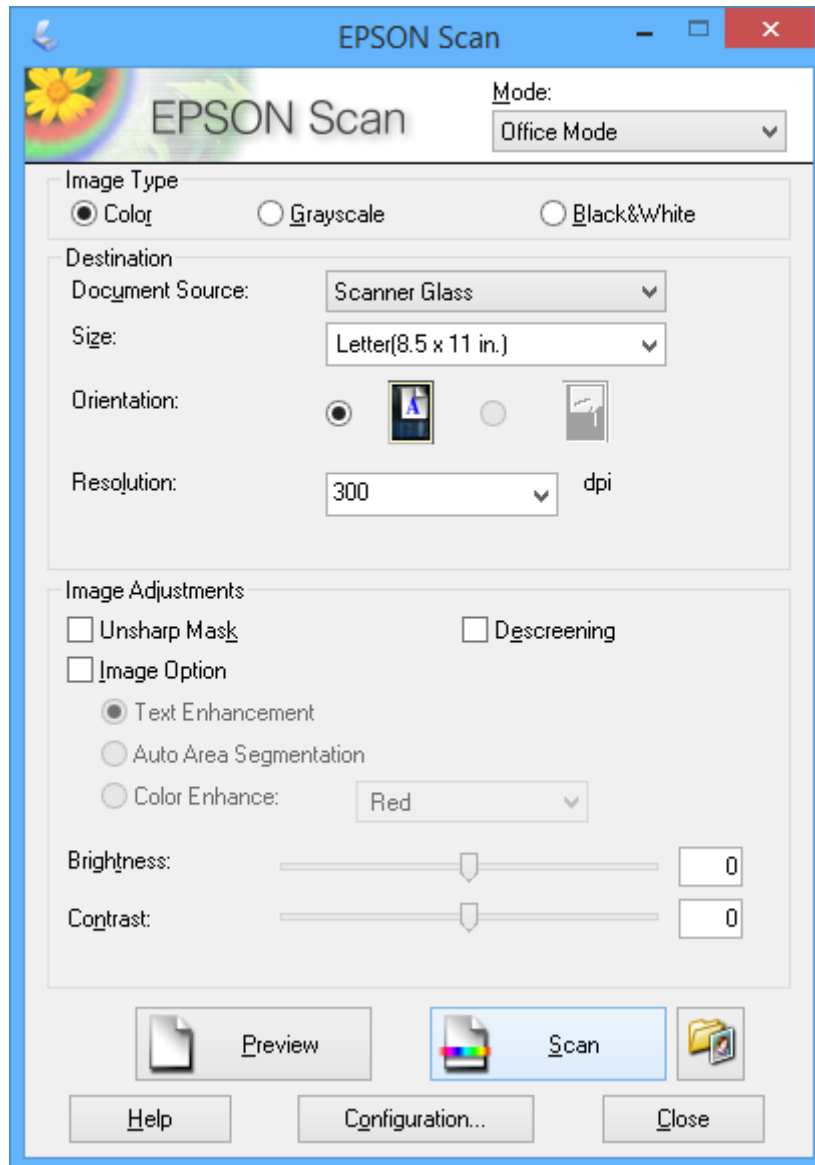 EPSON Scan
EPSON Scan
Mode:
Office Mode
Image Type
Color Grayscale Black&White
Destination
Document Source: Scanner Glass
Size: Letter(8.5 x 11 in.)
Orientation: A
Resolution: 300 dpi
Image Adjustments
Unsharp Mask Descreening
Image Option
Text Enhancement
Auto Area Segmentation
Color Enhance: Red
Brightness: 0
Contrast: 0
Preview Scan
Help Configuration... Close